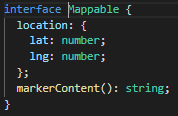 interface Mappable {
  location: {
    lat: number;
    lng: number;
  };
  markerContent(): string;
}